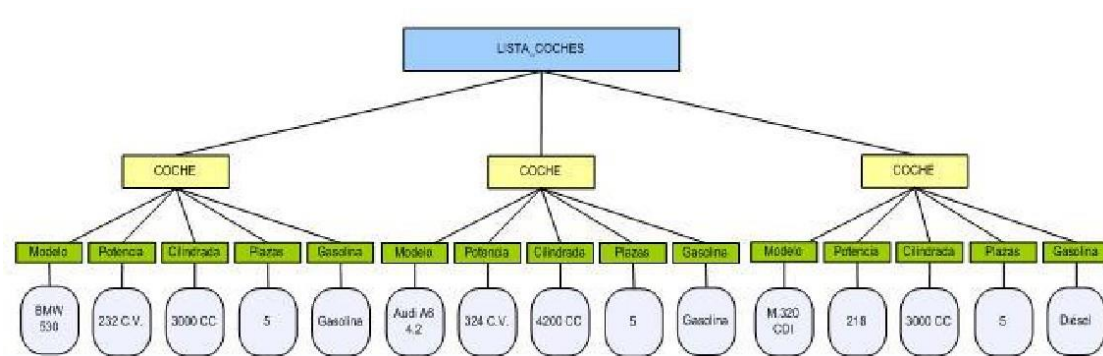 LISTA_COCHES
COCHE COCHE COCHE
Modelo Potencia Cilindrada Plazas Gasolina Modelo Potencia Cilindrada Plazas Gasolina Modelo Potencia Cilindrada Plazas Gasolina
BMW
530
232 C.V.
3000 CC
5
Gasolina
Audi A6
4.2
324 C.V.
4200 CC
5
Gasolina
M.320
CDI
218
3000 CC
5
Diésel